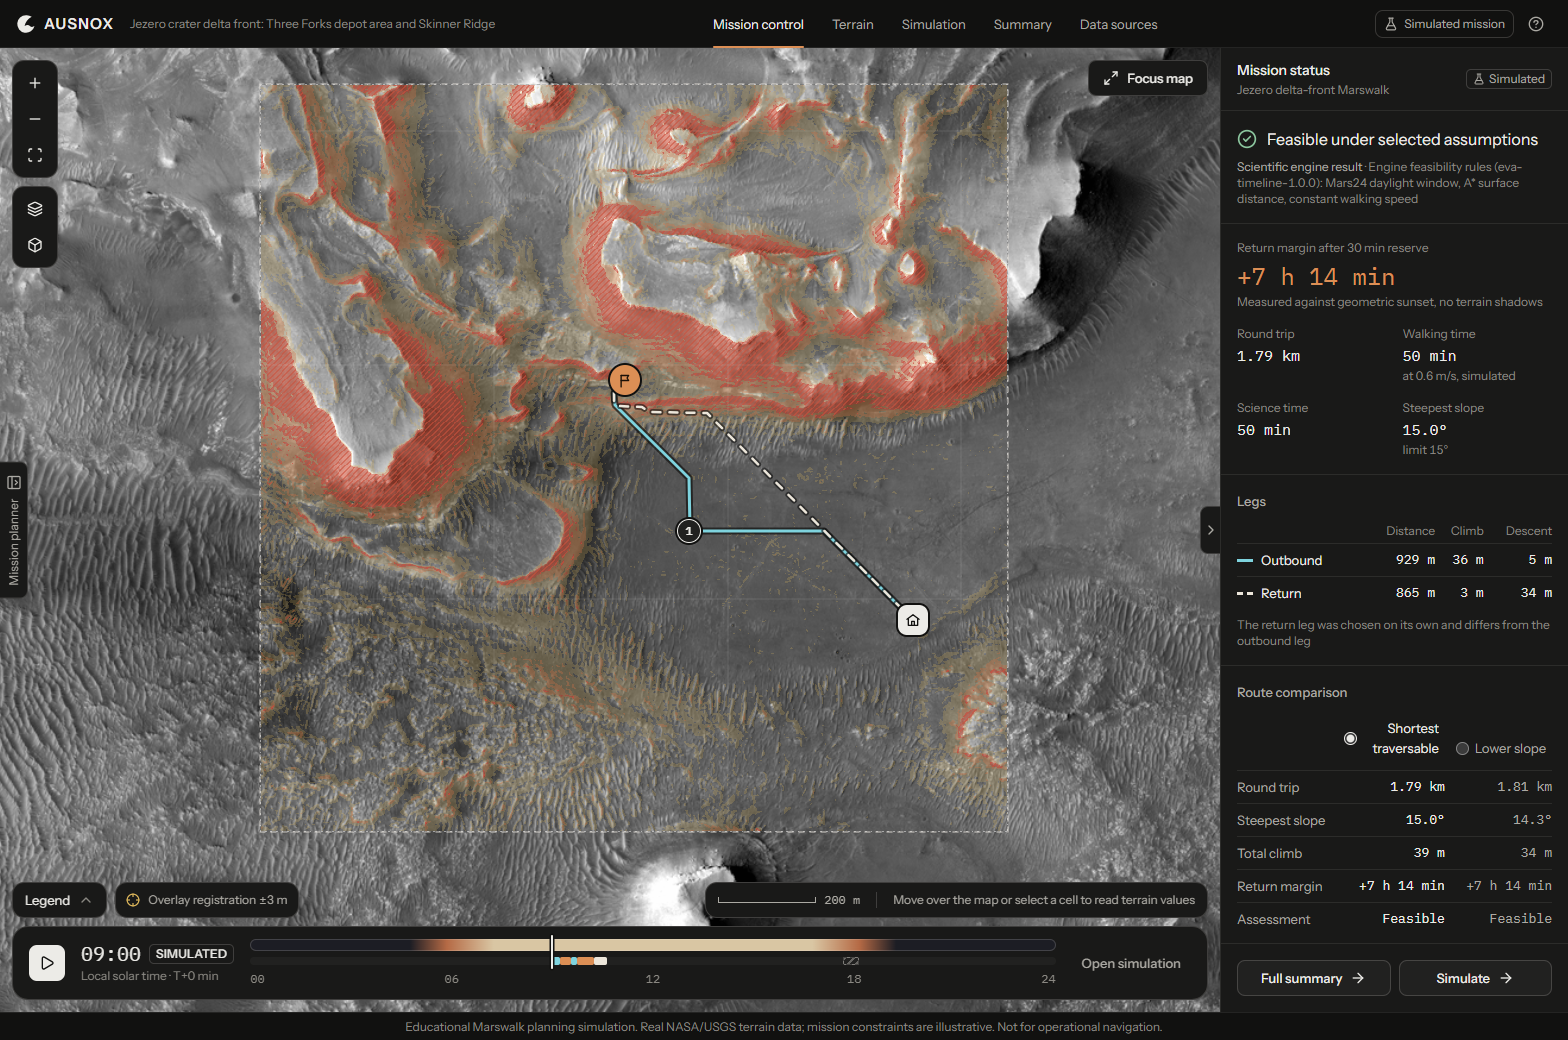 AUSNOX
Jezero crater delta front: Three Forks depot area and Skinner Ridge
Mission control
Terrain
Simulation
Summary
Data sources
Simulated mission
Focus map
Mission planner
1
Legend
Overlay registration ±3 m
200 m
Move over the map or select a cell to read terrain values
09:00
SIMULATED
Local solar time · T+0 min
00
06
12
18
24
Open simulation
Mission status
Simulated
Jezero delta-front Marswalk
Feasible under selected assumptions
Scientific engine result · Engine feasibility rules (eva-
timeline-1.0.0): Mars24 daylight window, A* surface
distance, constant walking speed
Return margin after 30 min reserve
+7 h 14 min
Measured against geometric sunset, no terrain shadows
Round trip
1.79 km
Walking time
50 min
at 0.6 m/s, simulated
Science time
50 min
Steepest slope
15.0°
limit 15°
Legs
Distance Climb Descent
Outbound 929 m 36 m 5 m
Return 865 m 3 m 34 m
The return leg was chosen on its own and differs from the
outbound leg
Route comparison
Shortest
traversable
Lower slope
Round trip 1.79 km 1.81 km
Steepest slope 15.0° 14.3°
Total climb 39 m 34 m
Return margin +7 h 14 min +7 h 14 min
Assessment Feasible Feasible
Full summary
Simulate
Educational Marswalk planning simulation. Real NASA/USGS terrain data; mission constraints are illustrative. Not for operational navigation.